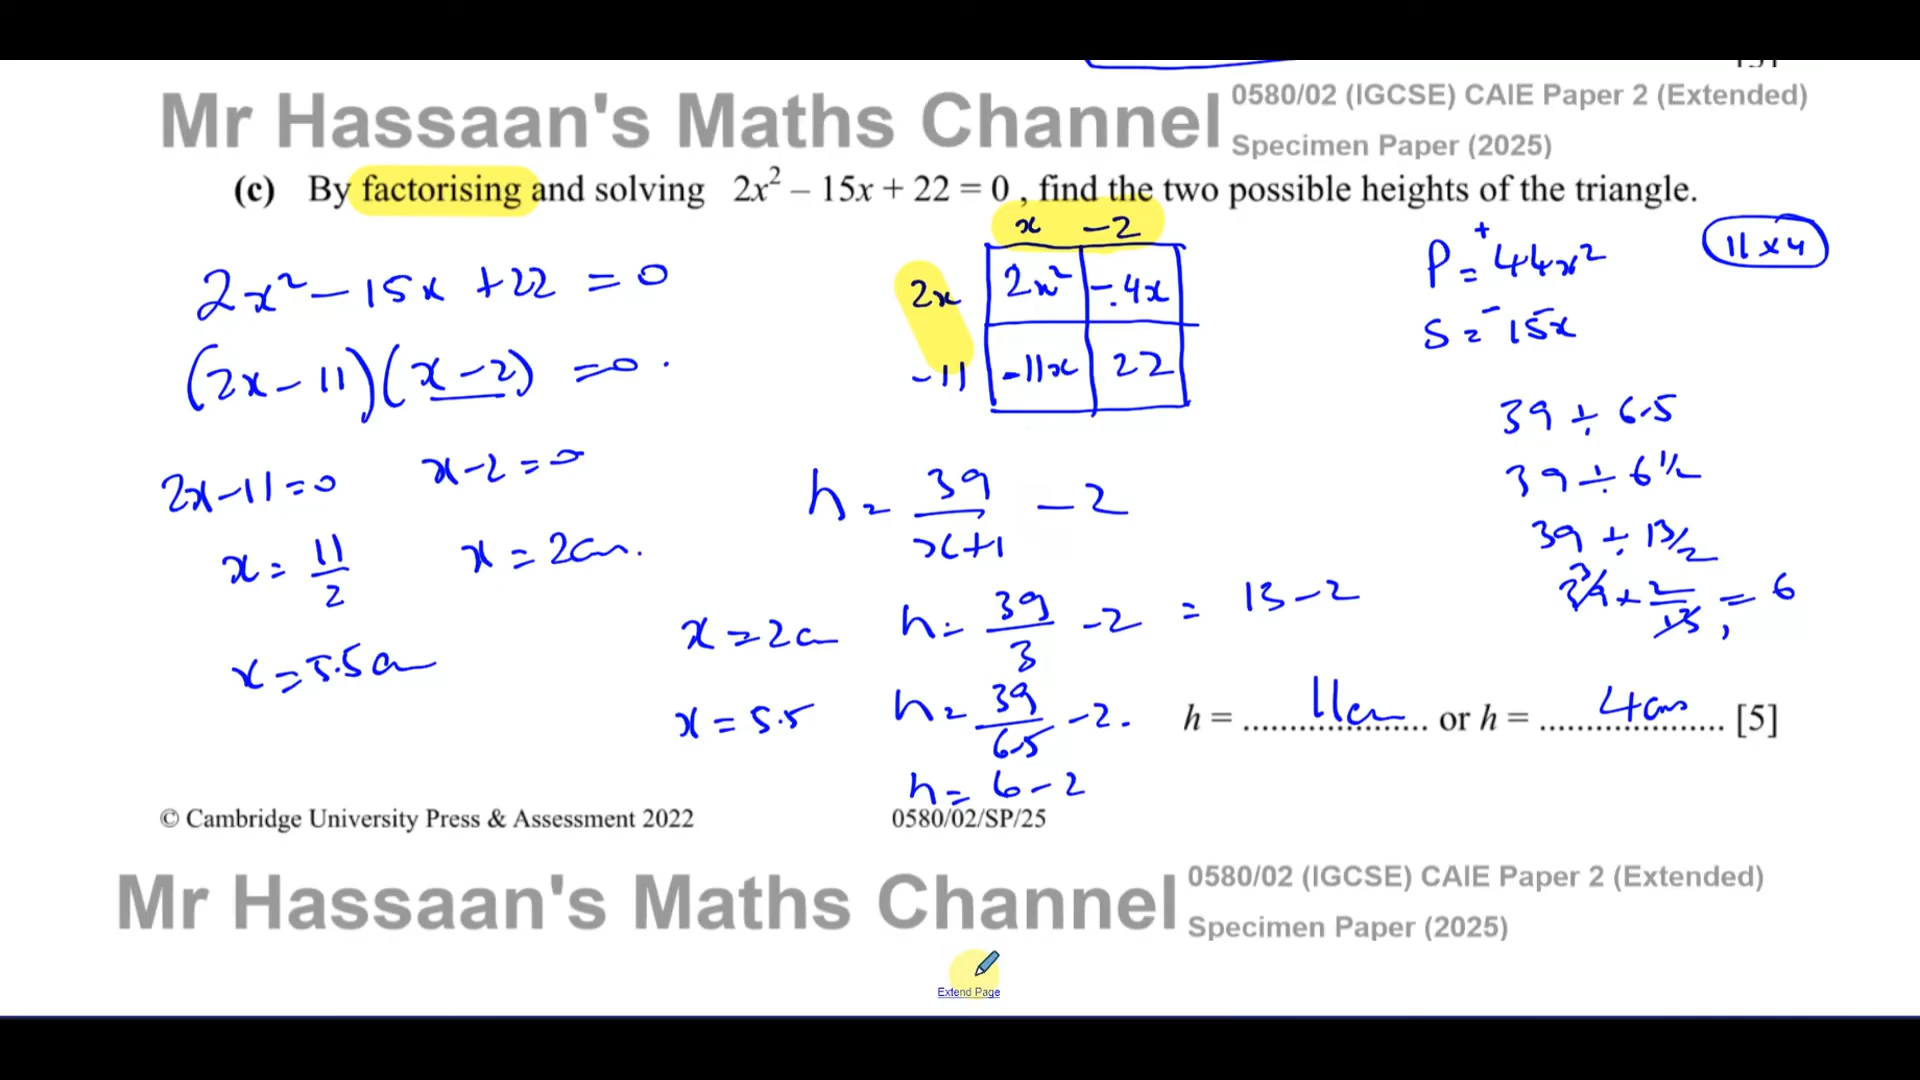 Mr Hassaan's Maths Channel
0580/02 (IGCSE) CAIE Paper 2 (Extended)
Specimen Paper (2025)
(c) By factorising and solving 2x² – 15x + 22 = 0 , find the two possible heights of the triangle.
2x² – 15x + 22 = 0
(2x – 11)(x – 2) = 0 .
2x – 11 = 0
x – 2 = 0
x = 11/2
x = 2cm.
x = 5.5cm
x –2
2x 2x² –4x
–11 –11x 22
P = +44x²
S = –15x
11 x 4
h = 39/x+1 – 2
x = 2cm h = 39/3 – 2 = 13 – 2
x = 5.5 h = 39/6.5 – 2.
h = 6 – 2
39 ÷ 6.5
39 ÷ 6 1/2
39 ÷ 13/2
3 39 x 2/13 1 = 6
h = .......... 11cm .......... or h = .......... 4cm .......... [5]
© Cambridge University Press & Assessment 2022
0580/02/SP/25
Mr Hassaan's Maths Channel
0580/02 (IGCSE) CAIE Paper 2 (Extended)
Specimen Paper (2025)
Extend Page